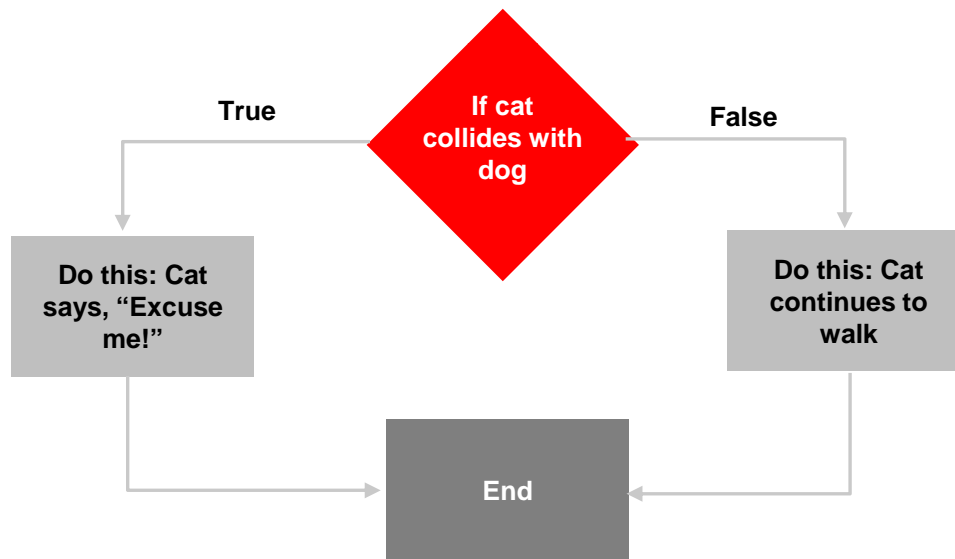 If cat
collides with
dog
True
False
Do this: Cat
says, “Excuse
me!”
Do this: Cat
continues to
walk
End